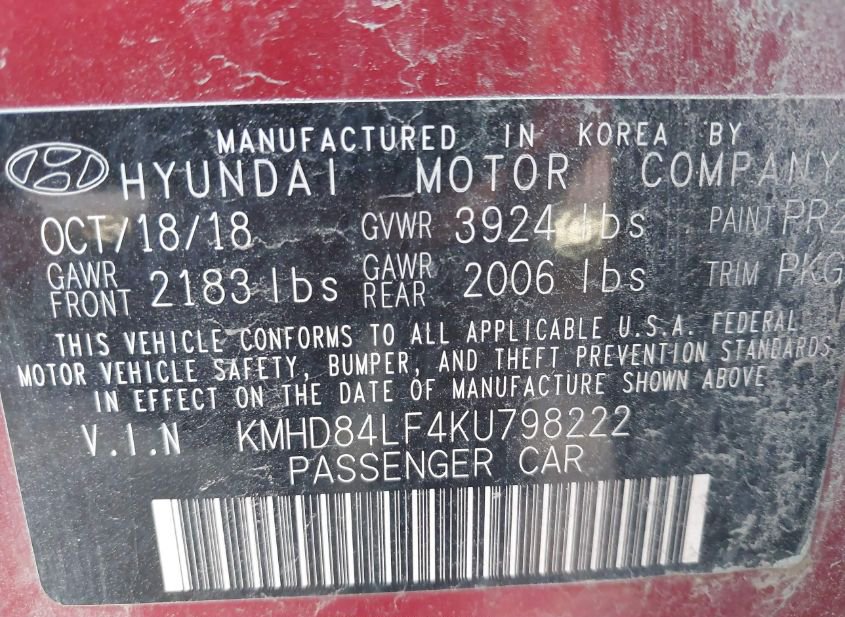 MANUFACTURED IN KOREA BY
HYUNDAI MOTOR COMPANY
OCT/18/18 GVWR 3924 lbs PAINT PR2
GAWR FRONT 2183 lbs GAWR REAR 2006 lbs TRIM PKG
THIS VEHICLE CONFORMS TO ALL APPLICABLE U.S.A. FEDERAL
MOTOR VEHICLE SAFETY, BUMPER, AND THEFT PREVENTION STANDARDS
IN EFFECT ON THE DATE OF MANUFACTURE SHOWN ABOVE.
V.I.N KMHD84LF4KU798222
PASSENGER CAR